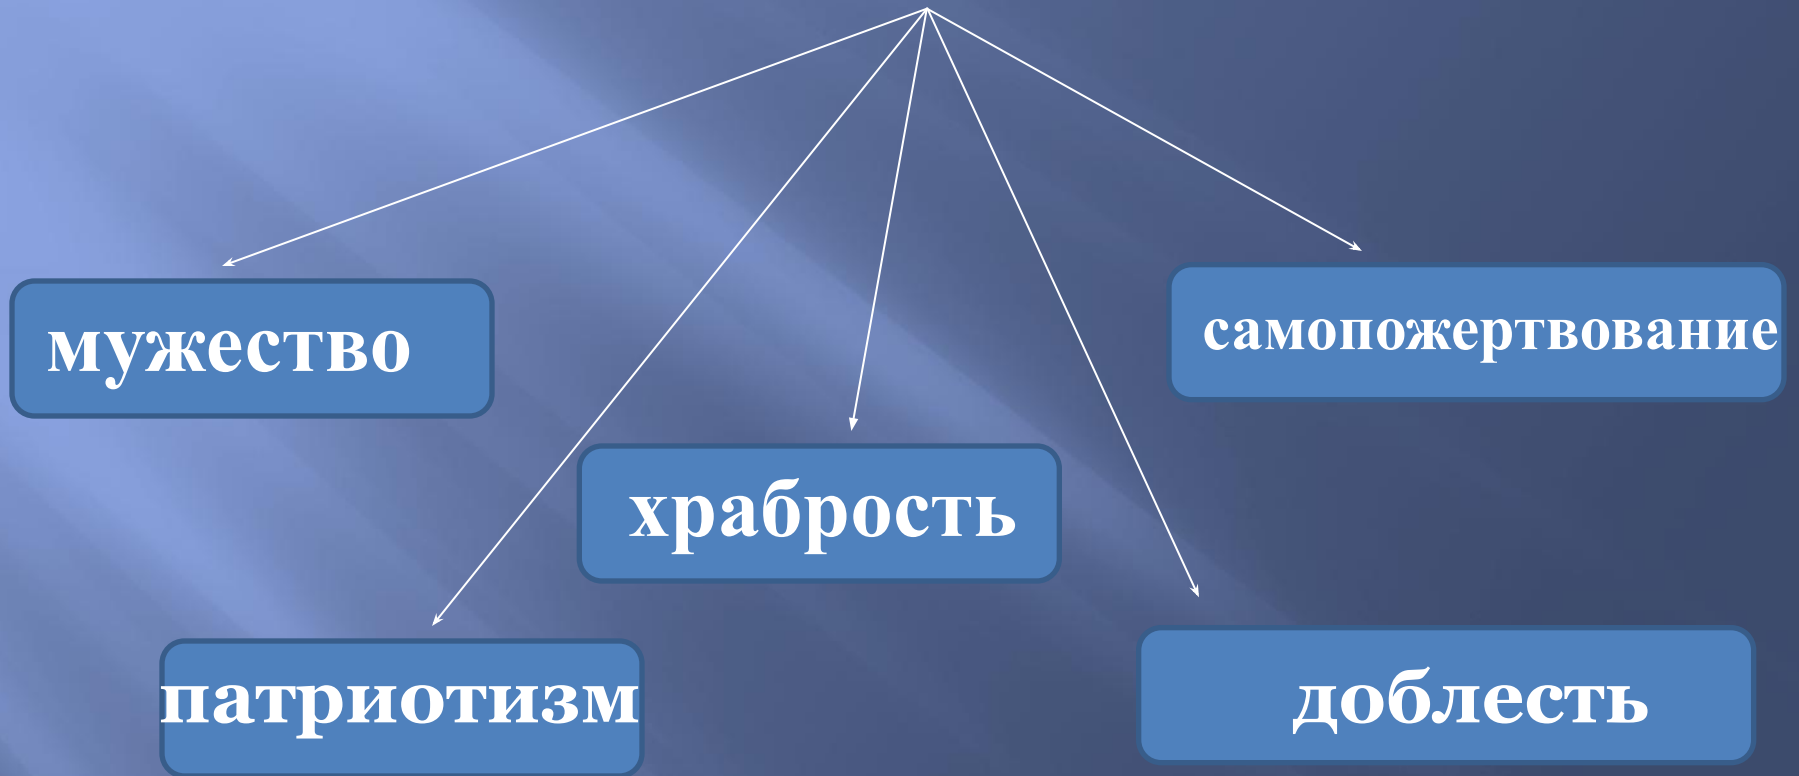 мужество
самопожертвование
храбрость
патриотизм
доблесть